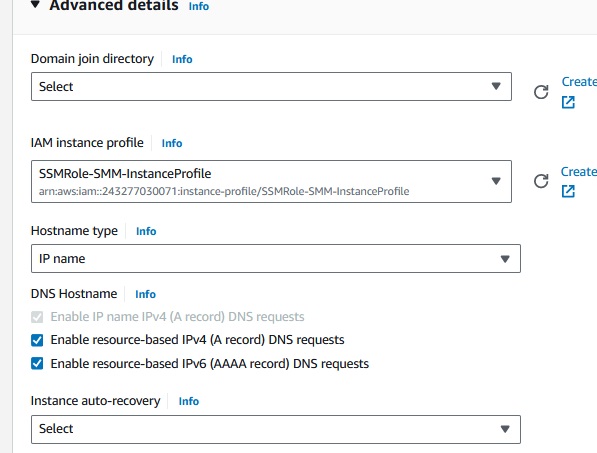 Advanced details Info
Domain join directory Info
Select
Create
IAM instance profile Info
SSMRole-SMM-InstanceProfile
arn:aws:iam::243277030071:instance-profile/SSMRole-SMM-InstanceProfile
Create
Hostname type Info
IP name
DNS Hostname Info
Enable IP name IPv4 (A record) DNS requests
Enable resource-based IPv4 (A record) DNS requests
Enable resource-based IPv6 (AAAA record) DNS requests
Instance auto-recovery Info
Select